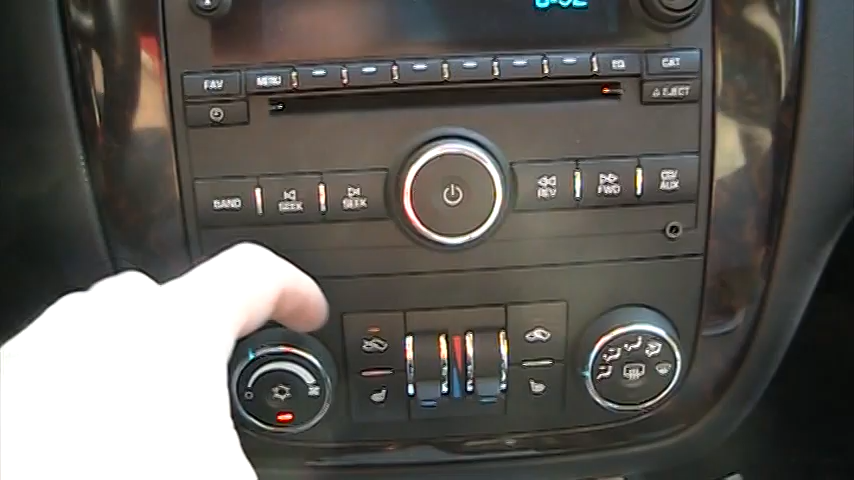 FAV
MENU
EQ
CAT
EJECT
BAND
SEEK
SEEK
REV
FWD
CD/
AUX